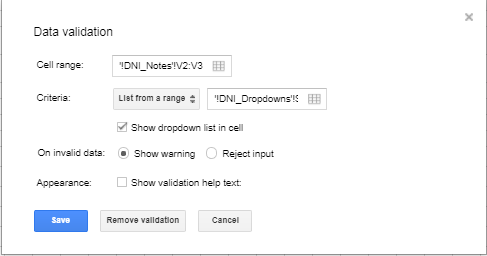 Data validation
Cell range: '!DNI_Notes'!V2:V3
Criteria: List from a range '!DNI_Dropdowns'!
Show dropdown list in cell
On invalid data: Show warning Reject input
Appearance: Show validation help text:
Save Remove validation Cancel